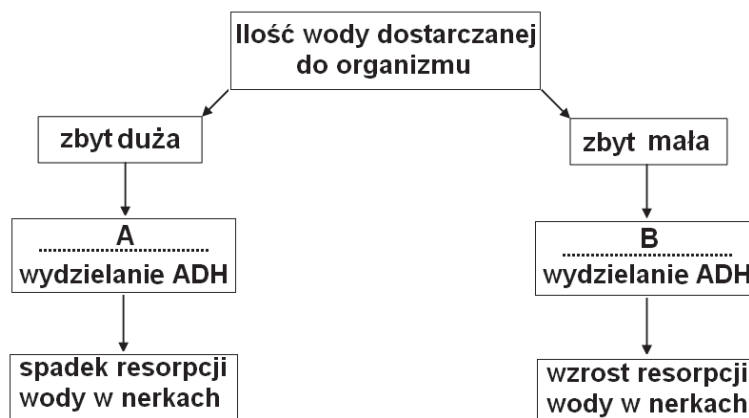 Ilość wody dostarczanej
do organizmu
zbyt duża
zbyt mała
A
wydzielanie ADH
B
wydzielanie ADH
spadek resorpcji
wody w nerkach
wzrost resorpcji
wody w nerkach